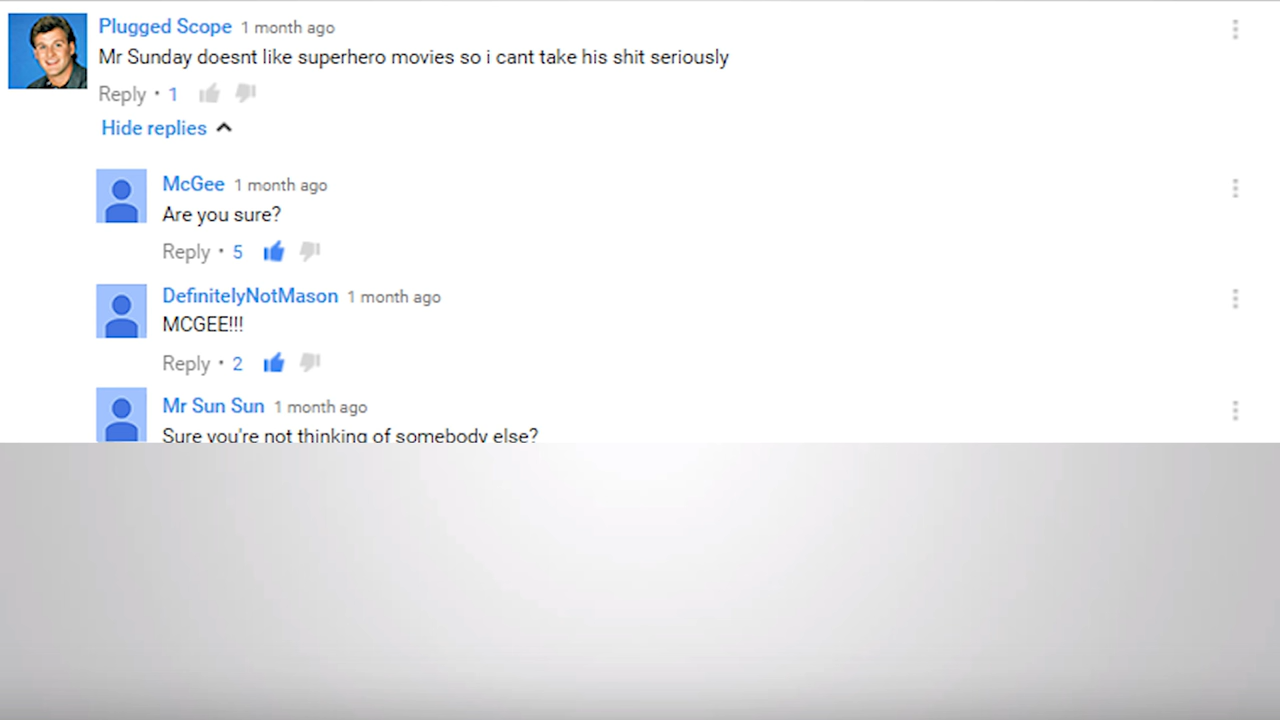 Plugged Scope 1 month ago
Mr Sunday doesnt like superhero movies so i cant take his shit seriously
Reply • 1
Hide replies
McGee 1 month ago
Are you sure?
Reply • 5
DefinitelyNotMason 1 month ago
MCGEE!!!
Reply • 2
Mr Sun Sun 1 month ago
Sure you're not thinking of somebody else?